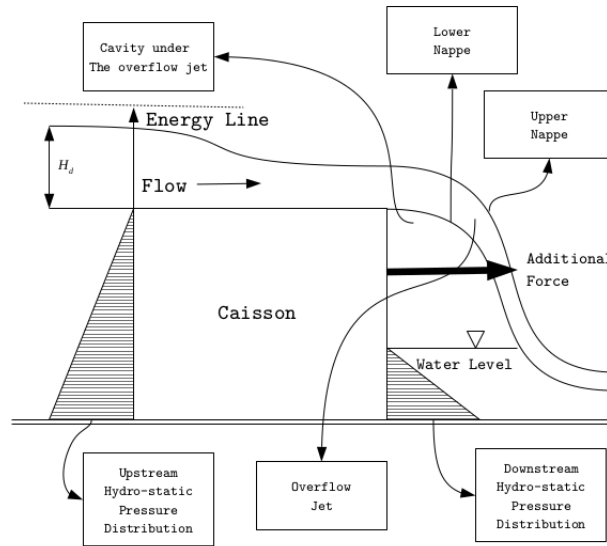 Cavity under
The overflow jet
Lower
Nappe
Upper
Nappe
Energy Line
H_d
Flow
Additional
Force
Caisson
Water Level
Upstream
Hydro-static
Pressure
Distribution
Overflow
Jet
Downstream
Hydro-static
Pressure
Distribution